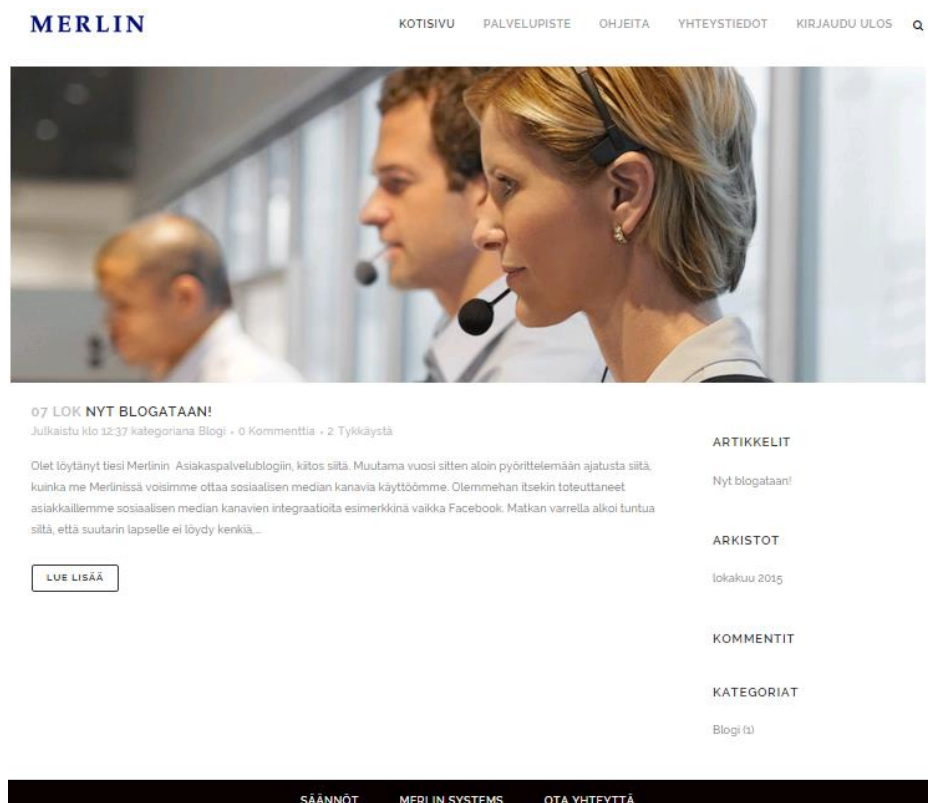 MERLIN
KOTISIVU PALVELUPISTE OHJEITA YHTEYSTIEDOT KIRJAUDU ULOS
07 LOK NYT BLOGATAAN!
Julkaistu klo 12:37 kategoriana Blogi • 0 Kommenttia • 2 Tykkäystä
Olet löytänyt tiesi Merlinin Asiakaspalvelublogiin, kiitos siitä. Muutama vuosi sitten aloin pyörittelemään ajatusta siitä,
kuinka me Merlinissä voisimme ottaa sosiaalisen median kanavia käyttöömme. Olemmehan itsekin toteuttaneet
asiakkaillemme sosiaalisen median kanavien integraatioita esimerkkinä vaikka Facebook. Matkan varrella alkoi tuntua
siltä, että suutarin lapselle ei löydy kenkiä,...
LUE LISÄÄ
ARTIKKELIT
Nyt blogataan!
ARKISTOT
lokakuu 2015
KOMMENTIT
KATEGORIAT
Blogi (1)
SÄÄNNÖT MERLIN SYSTEMS OTA YHTEYTTÄ